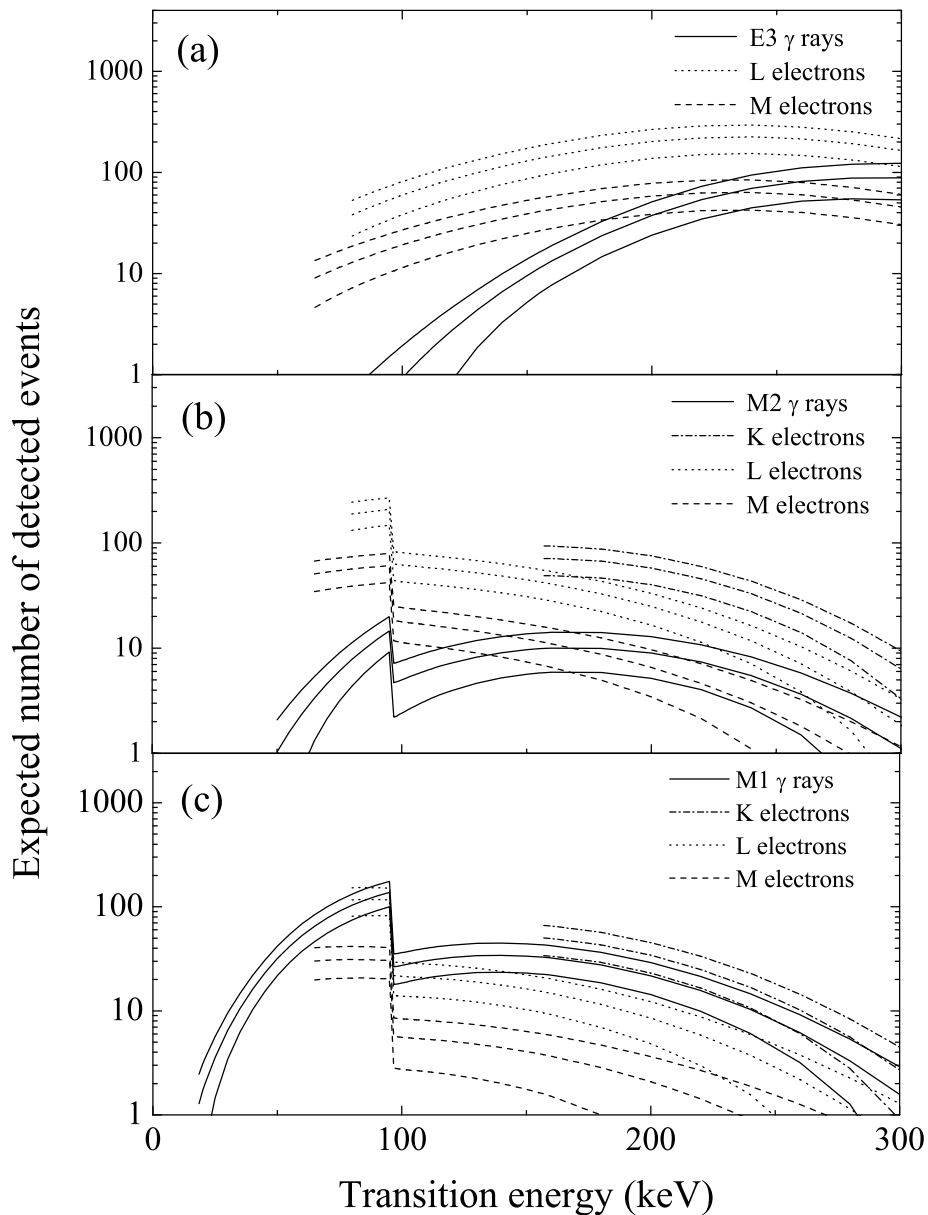 (a)
E3 γ rays
L electrons
M electrons
1000
100
10
1
(b)
M2 γ rays
K electrons
L electrons
M electrons
1000
100
10
1
(c)
M1 γ rays
K electrons
L electrons
M electrons
1000
100
10
1
0
100
200
300
Transition energy (keV)
Expected number of detected events